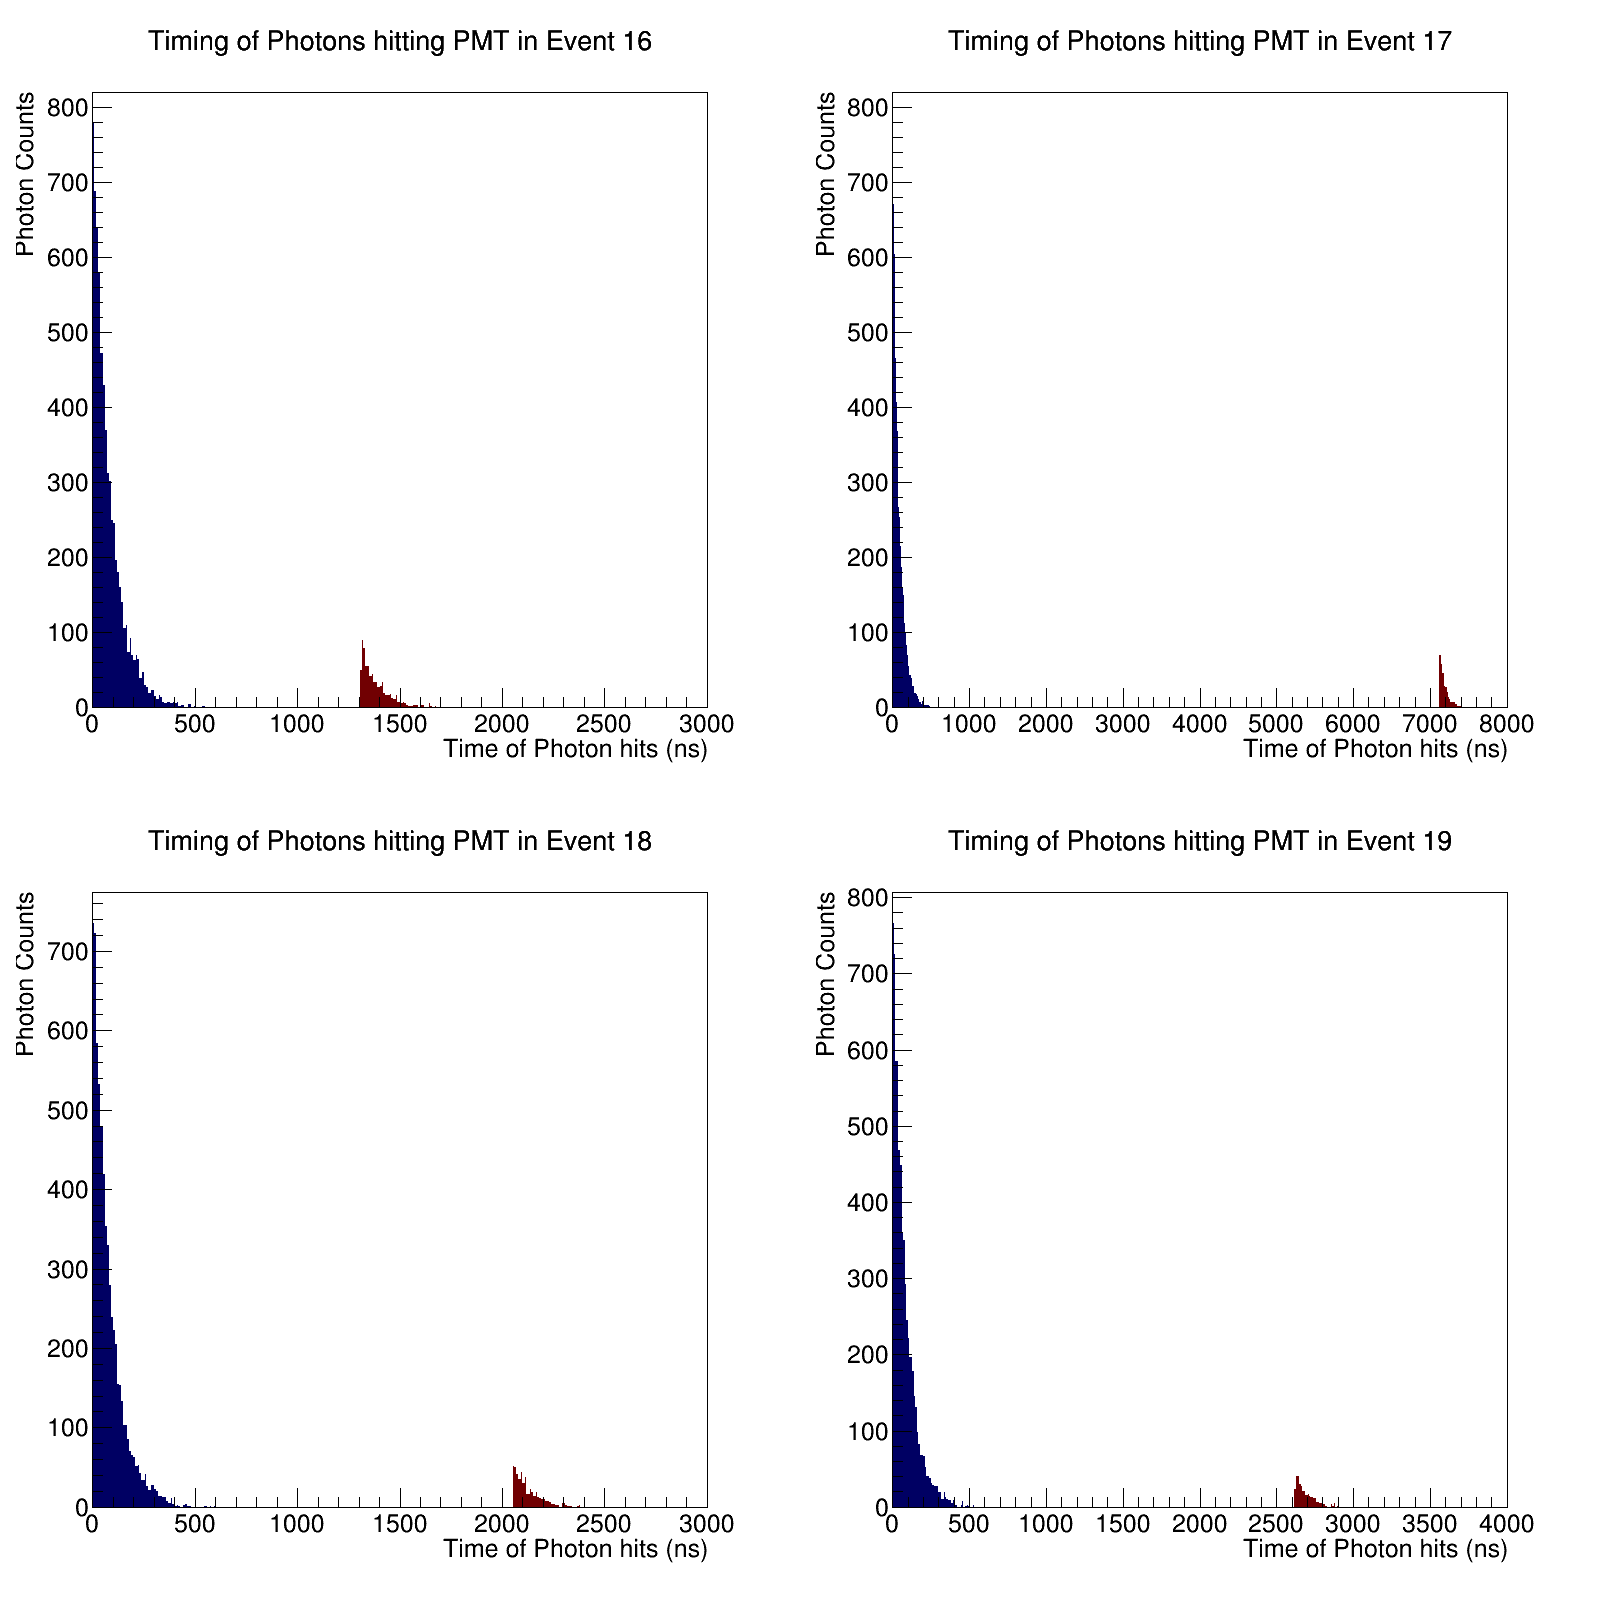 Timing of Photons hitting PMT in Event 16
Photon Counts
800
700
600
500
400
300
200
100
0
0 500 1000 1500 2000 2500 3000
Time of Photon hits (ns)
Timing of Photons hitting PMT in Event 17
Photon Counts
800
700
600
500
400
300
200
100
0
0 1000 2000 3000 4000 5000 6000 7000 8000
Time of Photon hits (ns)
Timing of Photons hitting PMT in Event 18
Photon Counts
700
600
500
400
300
200
100
0
0 500 1000 1500 2000 2500 3000
Time of Photon hits (ns)
Timing of Photons hitting PMT in Event 19
Photon Counts
800
700
600
500
400
300
200
100
0
0 500 1000 1500 2000 2500 3000 3500 4000
Time of Photon hits (ns)